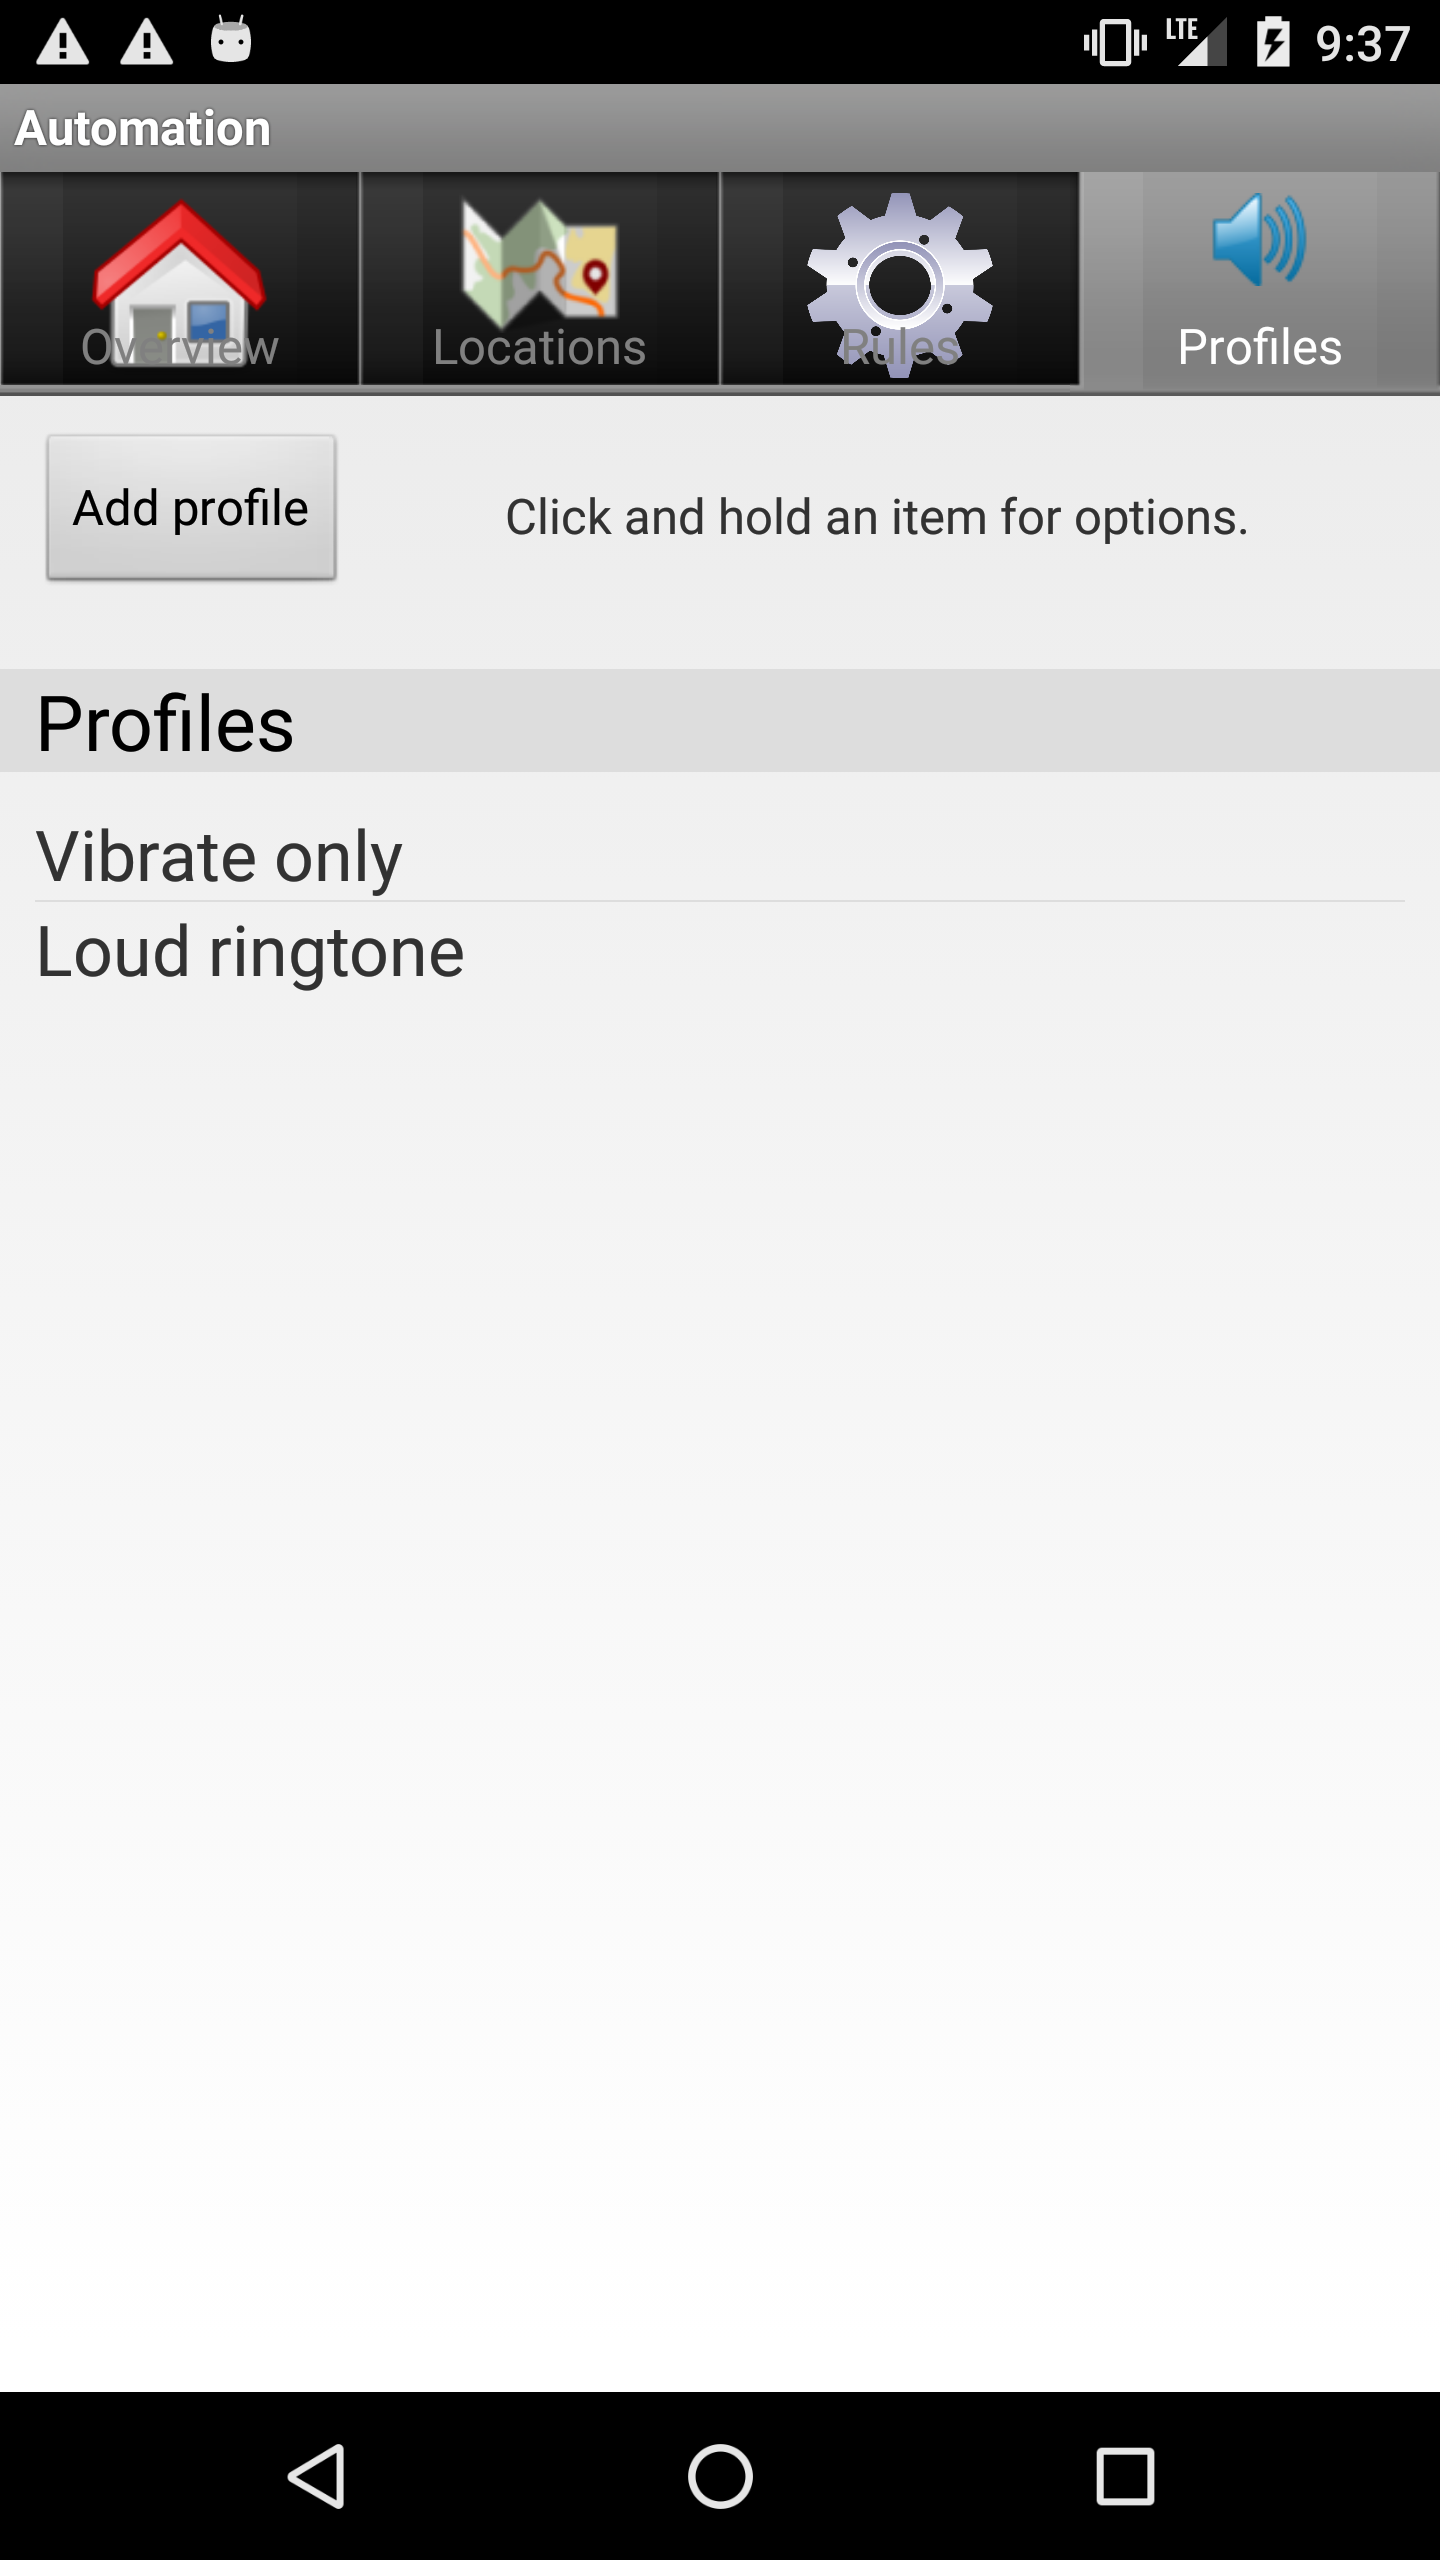 LTE 9:37
Automation
Overview Locations Rules Profiles
Add profile
Click and hold an item for options.
Profiles
Vibrate only
Loud ringtone